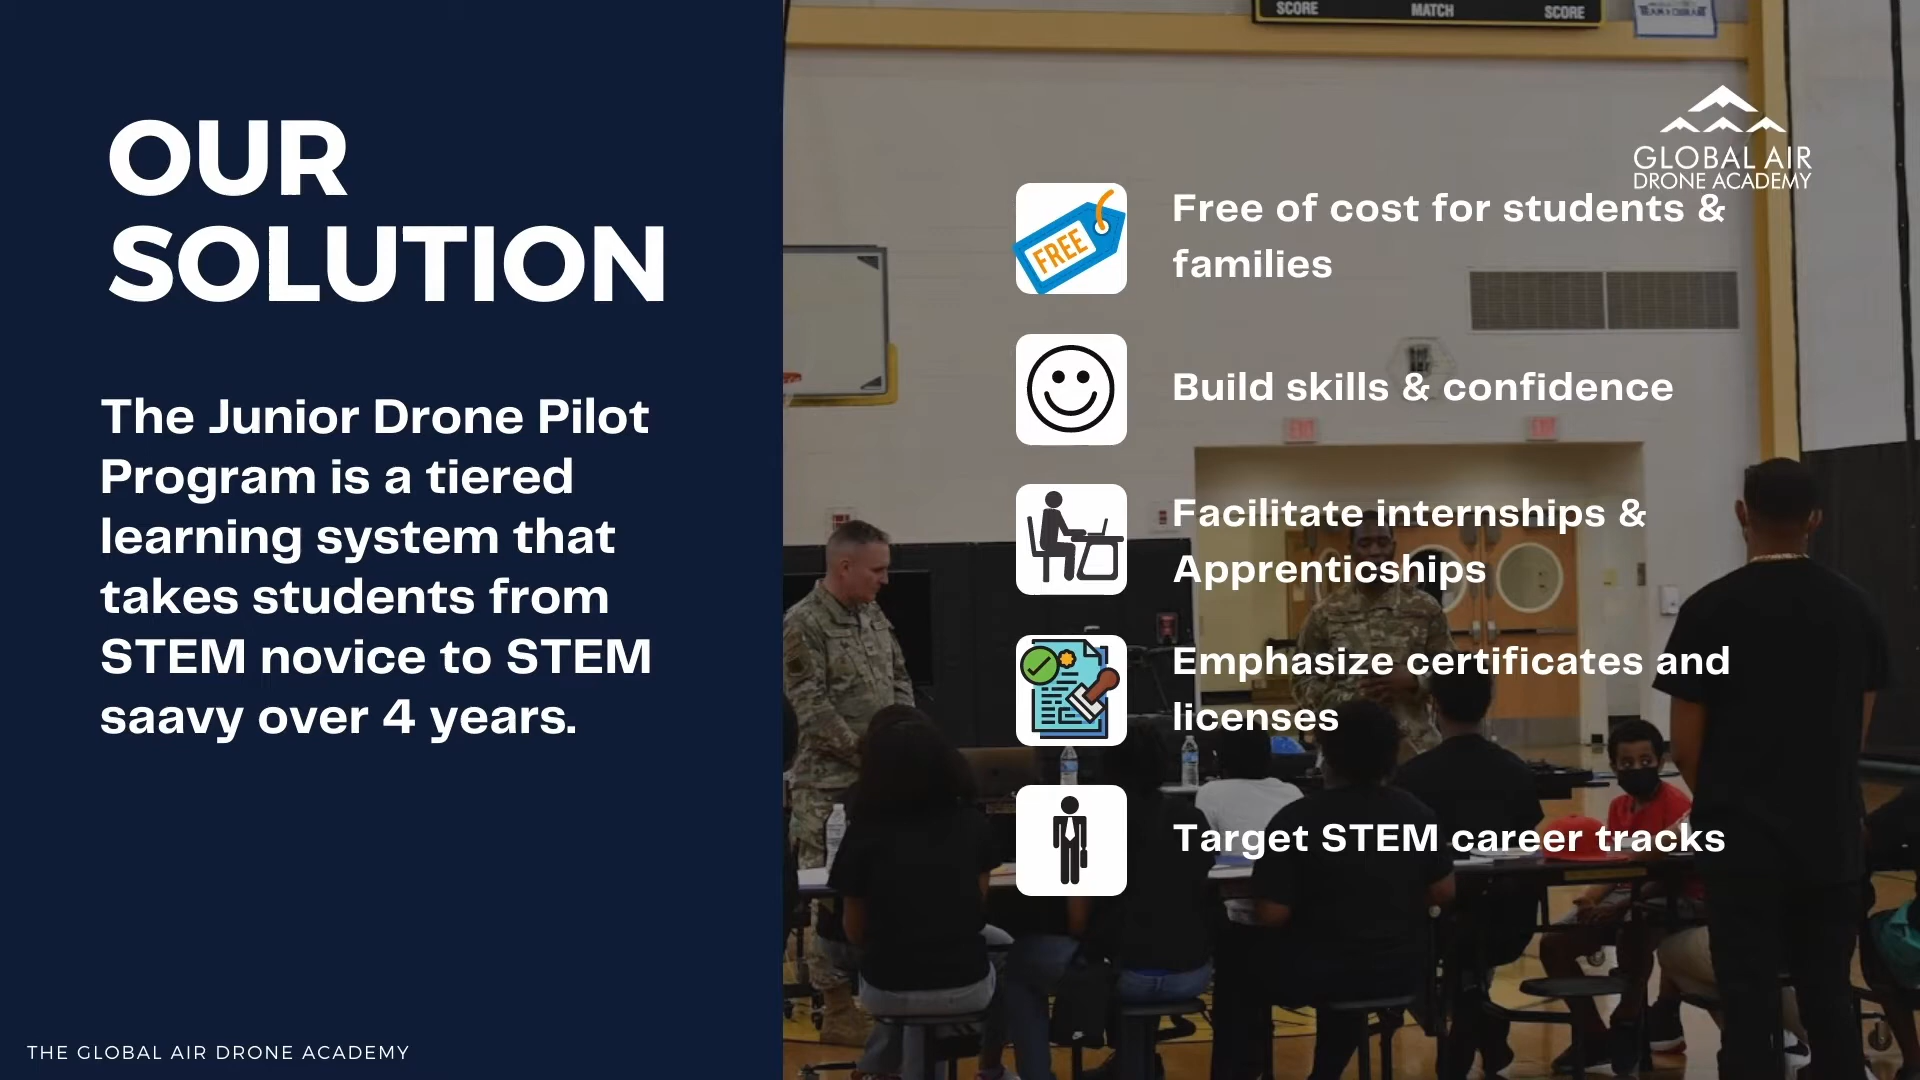 OUR
SOLUTION
The Junior Drone Pilot
Program is a tiered
learning system that
takes students from
STEM novice to STEM
saavy over 4 years.
THE GLOBAL AIR DRONE ACADEMY
SCORE
MATCH
SCORE
GLOBAL AIR
DRONE ACADEMY
FREE
Free of cost for students &
families
Build skills & confidence
Facilitate internships &
Apprenticships
Emphasize certificates and
licenses
Target STEM career tracks